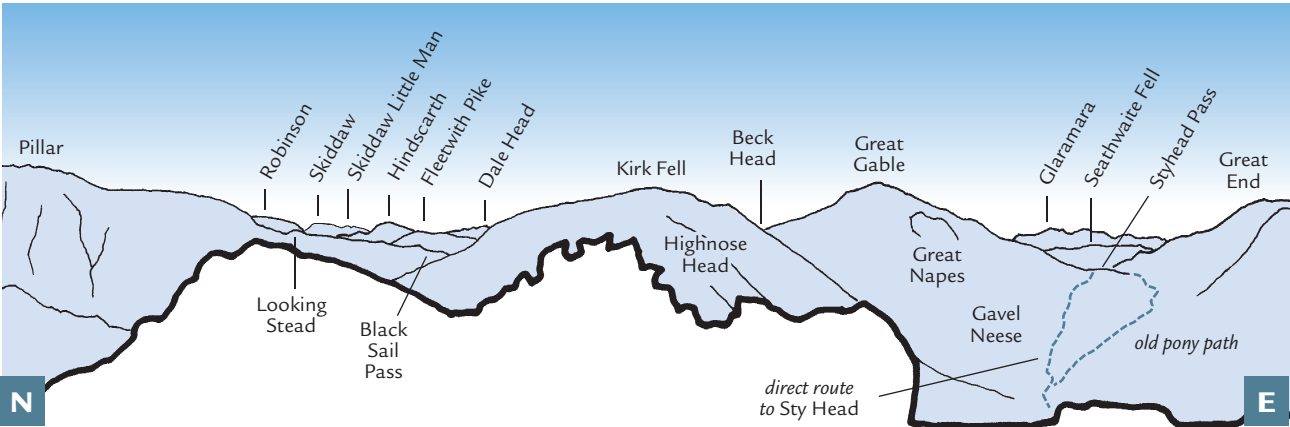 Pillar
Robinson
Skiddaw
Skiddaw Little Man
Hindscarth
Fleetwith Pike
Dale Head
Kirk Fell
Beck
Head
Great
Gable
Glaramara
Seathwaite Fell
Styhead Pass
Great
End
Highnose
Head
Great
Napes
Looking
Stead
Black
Sail
Pass
Gavel
Neese
old pony path
direct route
to Sty Head
N
E